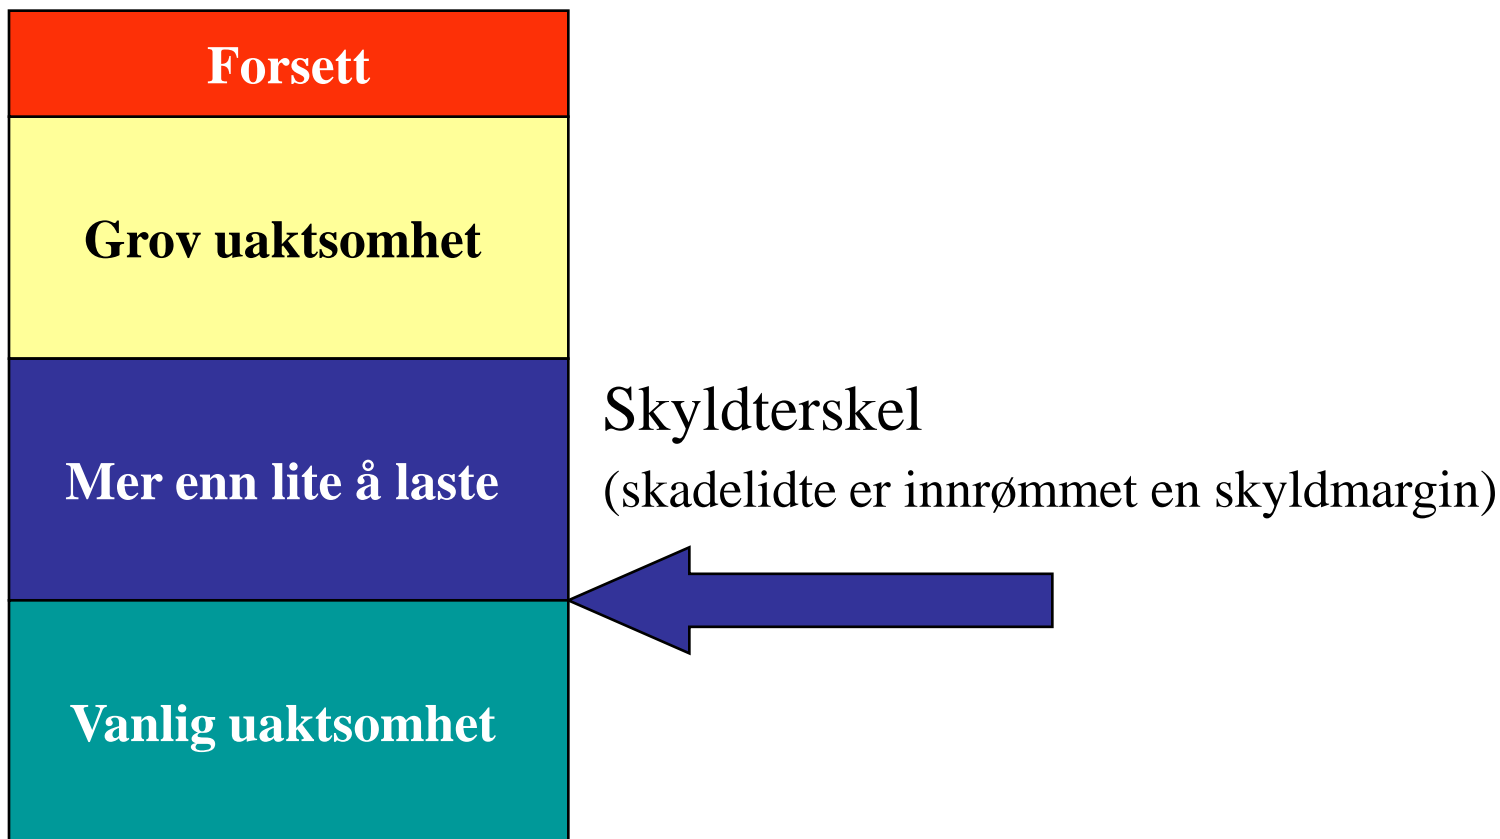 Forsett
Grov uaktsomhet
Mer enn lite å laste
Skyldterskel
(skadelidte er innrømmet en skyldmargin)
Vanlig uaktsomhet